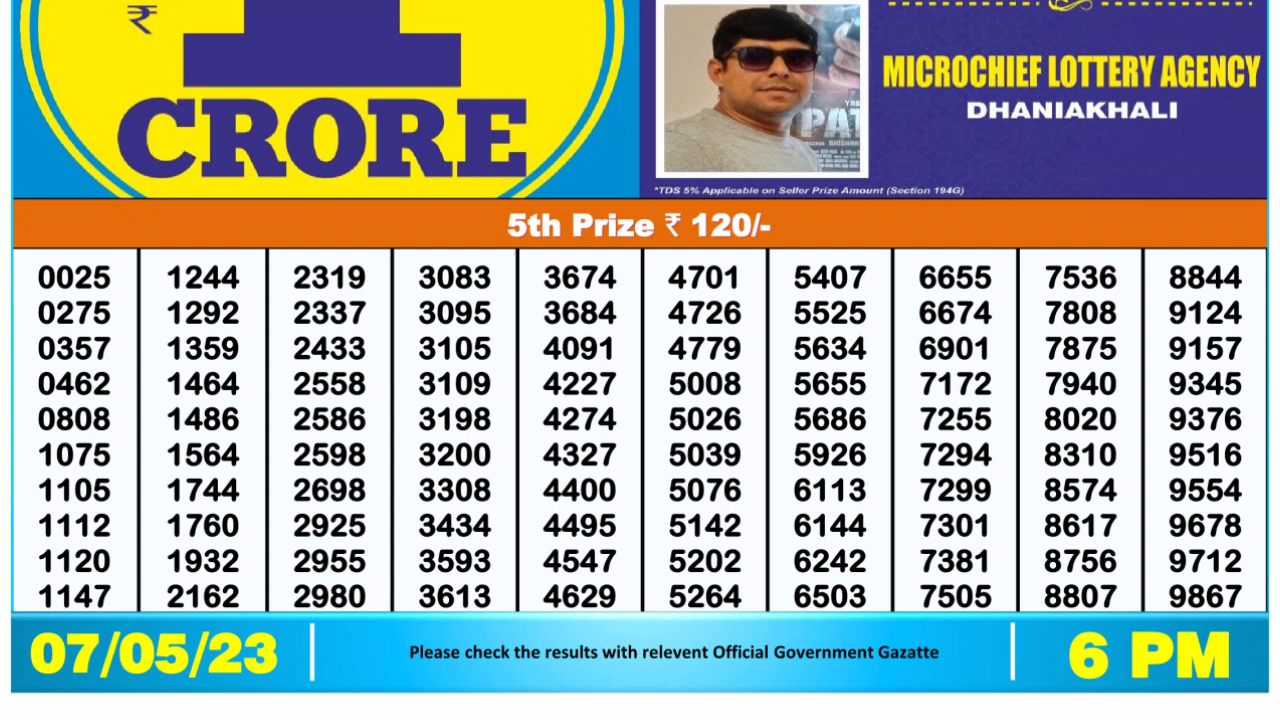 ₹
1
CRORE
MICROCHIEF LOTTERY AGENCY
DHANIAKHALI
PAT
*TDS 5% Applicable on Seller Prize Amount (Section 194G)
5th Prize ₹ 120/-
0025 1244 2319 3083 3674 4701 5407 6655 7536 8844
0275 1292 2337 3095 3684 4726 5525 6674 7808 9124
0357 1359 2433 3105 4091 4779 5634 6901 7875 9157
0462 1464 2558 3109 4227 5008 5655 7172 7940 9345
0808 1486 2586 3198 4274 5026 5686 7255 8020 9376
1075 1564 2598 3200 4327 5039 5926 7294 8310 9516
1105 1744 2698 3308 4400 5076 6113 7299 8574 9554
1112 1760 2925 3434 4495 5142 6144 7301 8617 9678
1120 1932 2955 3593 4547 5202 6242 7381 8756 9712
1147 2162 2980 3613 4629 5264 6503 7505 8807 9867
07/05/23 Please check the results with relevent Official Government Gazatte 6 PM